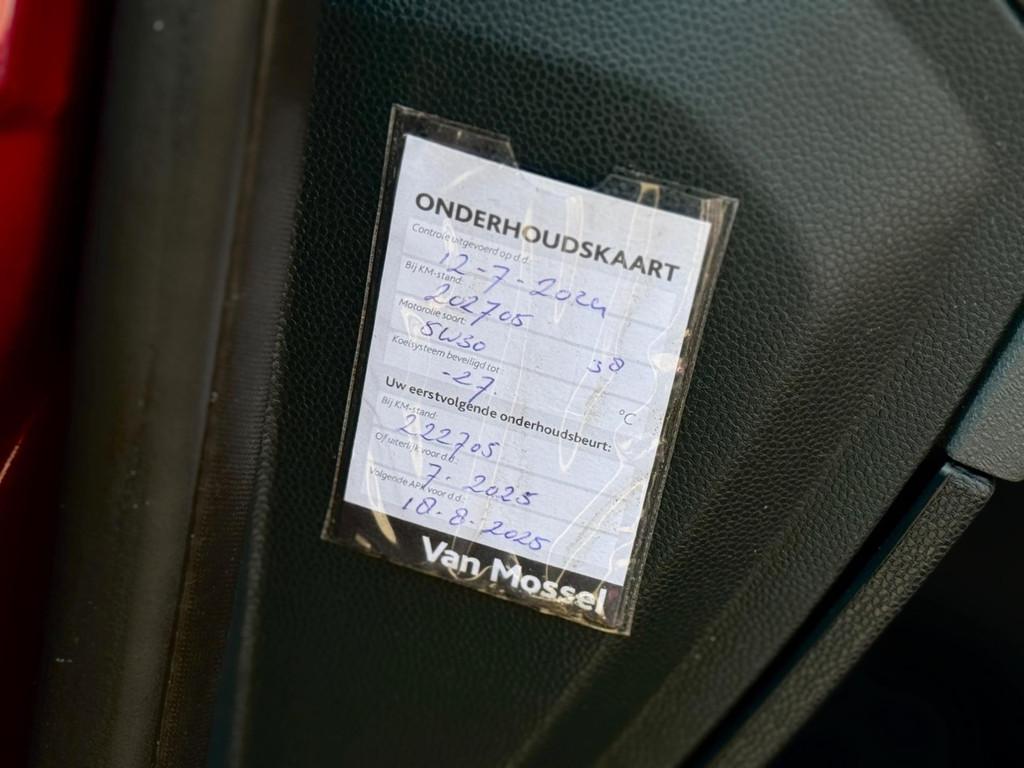 ONDERHOUDSKAART
Controle uitgevoerd op d.d.:
12-7-2024
Bij KM-stand:
202705
Motorolie soort:
5W30 38
Koelsysteem beveiligd tot:
-27. °C
Uw eerstvolgende onderhoudsbeurt:
Bij KM-stand:
222705
Of uiterlijk voor d.d.:
7-2025
Volgende APK voor d.d.:
18-8-2025
Van Mossel